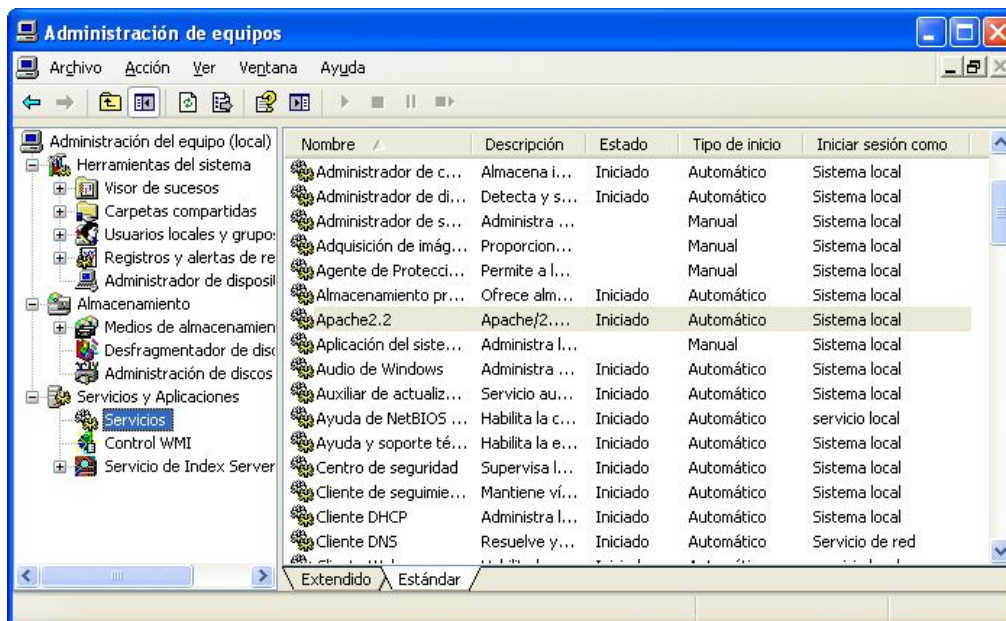 Administración de equipos
Archivo Acción Ver Ventana Ayuda
Administración del equipo (local)
Herramientas del sistema
Visor de sucesos
Carpetas compartidas
Usuarios locales y grupo
Registros y alertas de re
Administrador de disposit
Almacenamiento
Medios de almacenamien
Desfragmentador de disc
Administración de discos
Servicios y Aplicaciones
Servicios
Control WMI
Servicio de Index Server
Nombre Descripción Estado Tipo de inicio Iniciar sesión como
Administrador de c... Almacena i... Iniciado Automático Sistema local
Administrador de di... Detecta y s... Iniciado Automático Sistema local
Administrador de s... Administra ... Manual Sistema local
Adquisición de imág... Proporcion... Manual Sistema local
Agente de Protecci... Permite a l... Manual Sistema local
Almacenamiento pr... Ofrece alm... Iniciado Automático Sistema local
Apache2.2 Apache/2.... Iniciado Automático Sistema local
Aplicación del siste... Administra l... Manual Sistema local
Audio de Windows Administra ... Iniciado Automático Sistema local
Auxiliar de actualiz... Servicio au... Iniciado Automático Sistema local
Ayuda de NetBIOS ... Habilita la c... Iniciado Automático servicio local
Ayuda y soporte té... Habilita la e... Iniciado Automático Sistema local
Centro de seguridad Supervisa l... Iniciado Automático Sistema local
Cliente de seguimie... Mantiene ví... Iniciado Automático Sistema local
Cliente DHCP Administra l... Iniciado Automático Sistema local
Cliente DNS Resuelve y... Iniciado Automático Servicio de red
Extendido Estándar